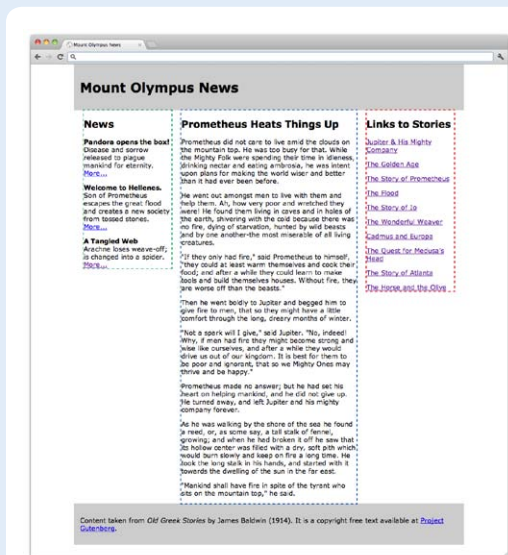 Mount Olympus News
Mount Olympus News
News
Pandora opens the box!
Disease and sorrow
released to plague
mankind for eternity.
More...
Welcome to Hellenes.
Son of Prometheus
escapes the great flood
and creates a new society
from tossed stones.
More...
A Tangled Web
Arachne loses weave-off;
is changed into a spider.
More...
Prometheus Heats Things Up
Prometheus did not care to live amid the clouds on
the mountain top. He was too busy for that. While
the Mighty Folk were spending their time in idleness,
drinking nectar and eating ambrosia, he was intent
upon plans for making the world wiser and better
than it had ever been before.
He went out amongst men to live with them and
help them. Ah, how very poor and wretched they
were! He found them living in caves and in holes of
the earth, shivering with the cold because there was
no fire, dying of starvation, hunted by wild beasts
and by one another-the most miserable of all living
creatures.
"If they only had fire," said Prometheus to himself,
"they could at least warm themselves and cook their
food; and after a while they could learn to make
tools and build themselves houses. Without fire, they
are worse off than the beasts."
Then he went boldly to Jupiter and begged him to
give fire to men, that so they might have a little
comfort through the long, dreary months of winter.
"Not a spark will I give," said Jupiter. "No, indeed!
Why, if men had fire they might become strong and
wise like ourselves, and after a while they would
drive us out of our kingdom. It is best for them to
be poor and ignorant, that so we Mighty Ones may
thrive and be happy."
Prometheus made no answer; but he had set his
heart on helping mankind, and he did not give up.
He turned away, and left Jupiter and his mighty
company forever.
As he was walking by the shore of the sea he found
a reed, or, as some say, a tall stalk of fennel,
growing; and when he had broken it off he saw that
its hollow center was filled with a dry, soft pith which
would burn slowly and keep on fire a long time. He
took the long stalk in his hands, and started with it
towards the dwelling of the sun in the far east.
"Mankind shall have fire in spite of the tyrant who
sits on the mountain top," he said.
Links to Stories
Jupiter & His Mighty
Company
The Golden Age
The Story of Prometheus
The Flood
The Story of Io
The Wonderful Weaver
Cadmus and Europa
The Quest for Medusa's
Head
The Story of Atlanta
The Horse and the Olive
Content taken from Old Greek Stories by James Baldwin (1914). It is a copyright free text available at Project
Gutenberg.